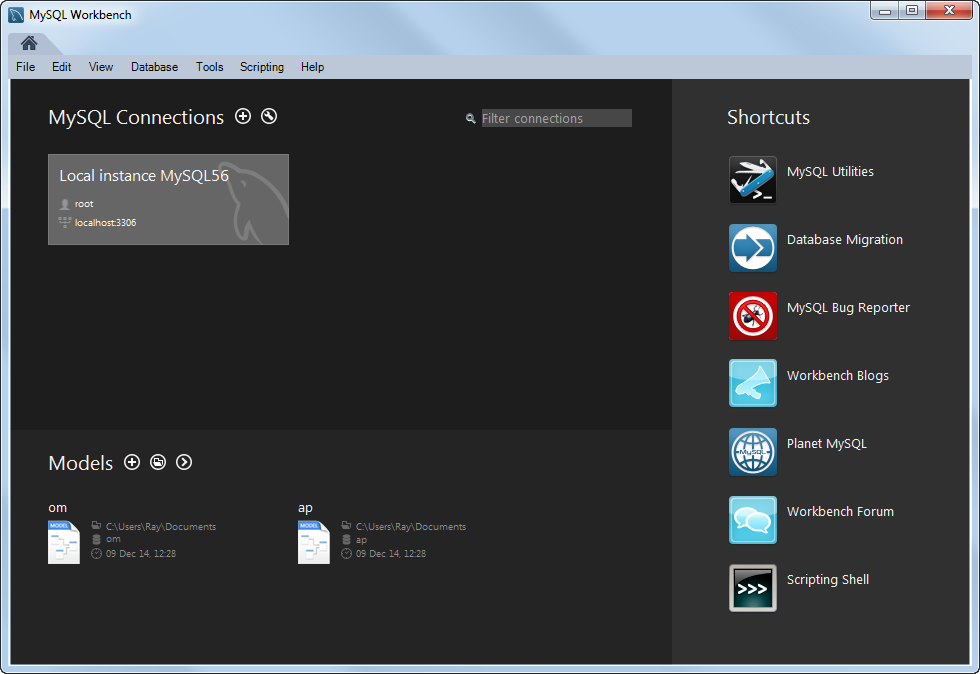 MySQL Workbench
File Edit View Database Tools Scripting Help
MySQL Connections
Filter connections
Local instance MySQL56
root
localhost:3306
Models
om
C:\Users\Ray\Documents
om
09 Dec 14, 12:28
ap
C:\Users\Ray\Documents
ap
09 Dec 14, 12:28
Shortcuts
MySQL Utilities
Database Migration
MySQL Bug Reporter
Workbench Blogs
Planet MySQL
Workbench Forum
Scripting Shell
MODEL
MODEL
MySQL
>_
>>>